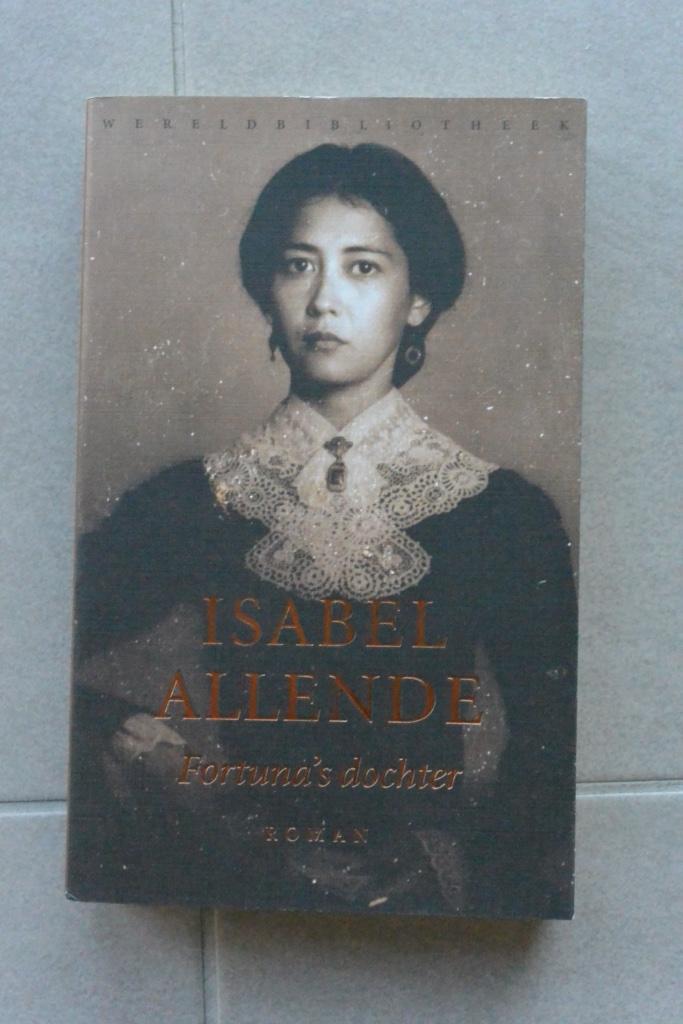 WERELDBIBLIOTHEEK
ISABEL
ALLENDE
Fortuna's dochter
ROMAN